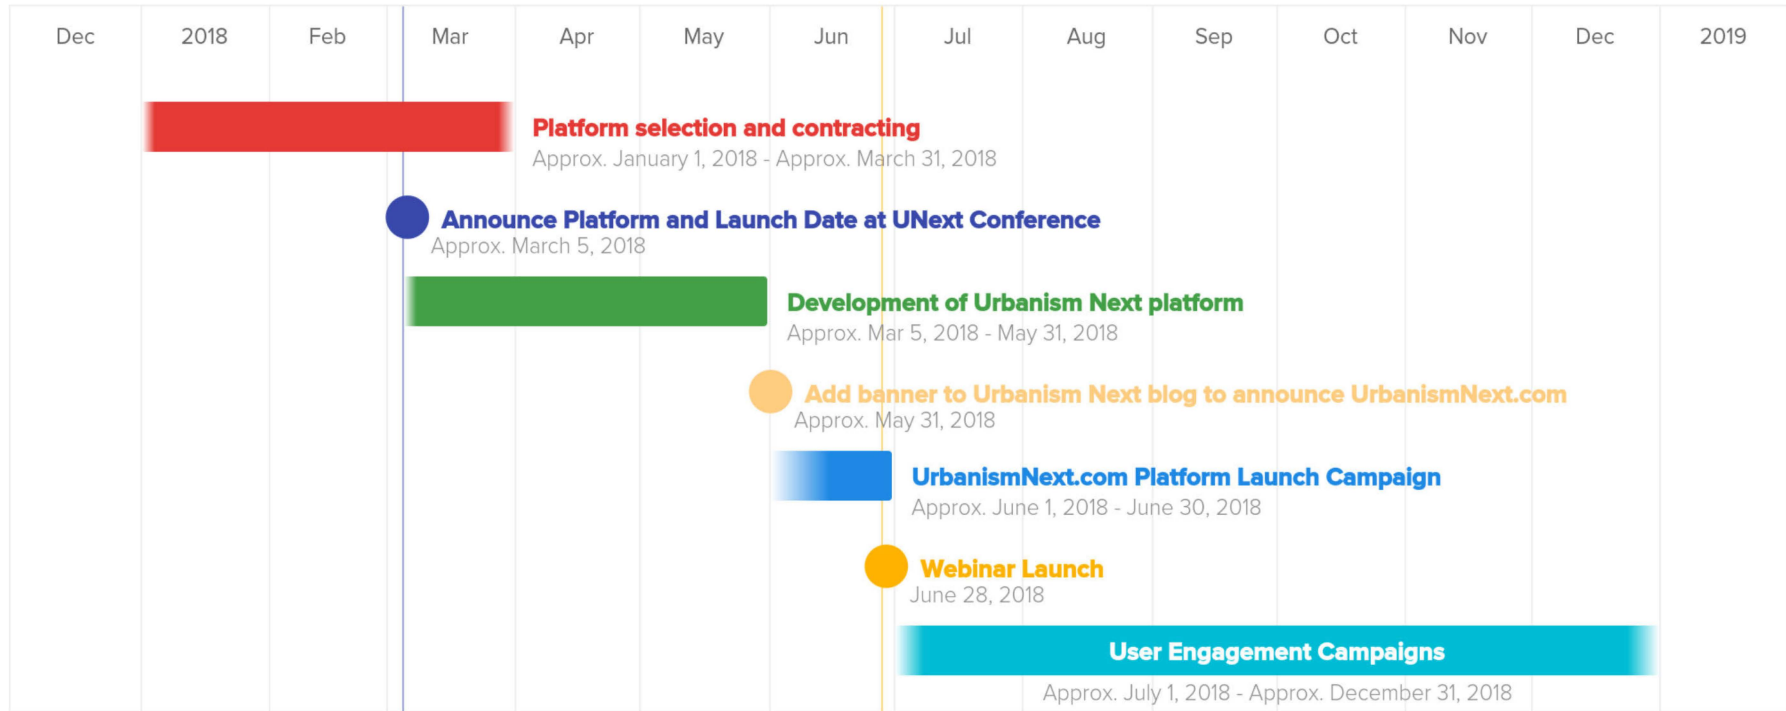 Dec 2018 Feb Mar Apr May Jun Jul Aug Sep Oct Nov Dec 2019
Platform selection and contracting
Approx. January 1, 2018 - Approx. March 31, 2018
Announce Platform and Launch Date at UNext Conference
Approx. March 5, 2018
Development of Urbanism Next platform
Approx. Mar 5, 2018 - May 31, 2018
Add banner to Urbanism Next blog to announce UrbanismNext.com
Approx. May 31, 2018
UrbanismNext.com Platform Launch Campaign
Approx. June 1, 2018 - June 30, 2018
Webinar Launch
June 28, 2018
User Engagement Campaigns
Approx. July 1, 2018 - Approx. December 31, 2018